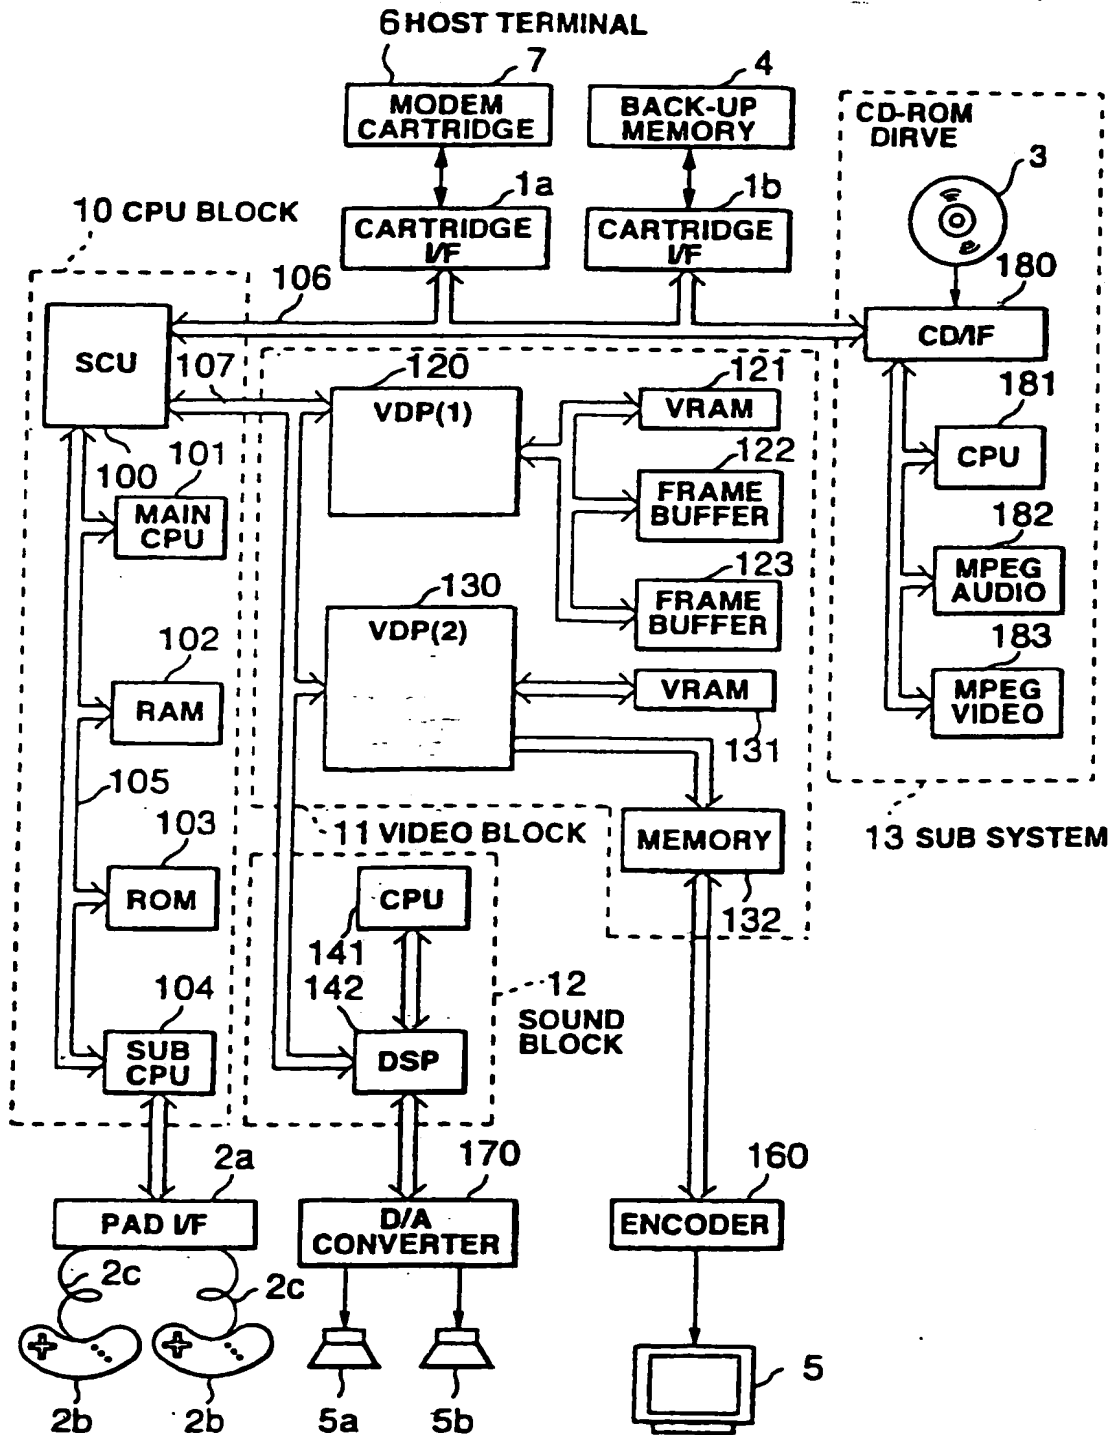 6 HOST TERMINAL
7
MODEM
CARTRIDGE
4
BACK-UP
MEMORY
CD-ROM
DIRVE
3
1a
CARTRIDGE
I/F
1b
CARTRIDGE
I/F
10 CPU BLOCK
106
180
CD/IF
SCU
107
100
120
VDP(1)
121
VRAM
122
FRAME
BUFFER
123
FRAME
BUFFER
181
CPU
182
MPEG
AUDIO
183
MPEG
VIDEO
101
MAIN
CPU
130
VDP(2)
VRAM
131
102
RAM
105
103
ROM
11 VIDEO BLOCK
MEMORY
132
13 SUB SYSTEM
CPU
141
142
DSP
12
SOUND
BLOCK
104
SUB
CPU
2a
PAD I/F
170
D/A
CONVERTER
160
ENCODER
2c
2c
2b
2b
5a
5b
5